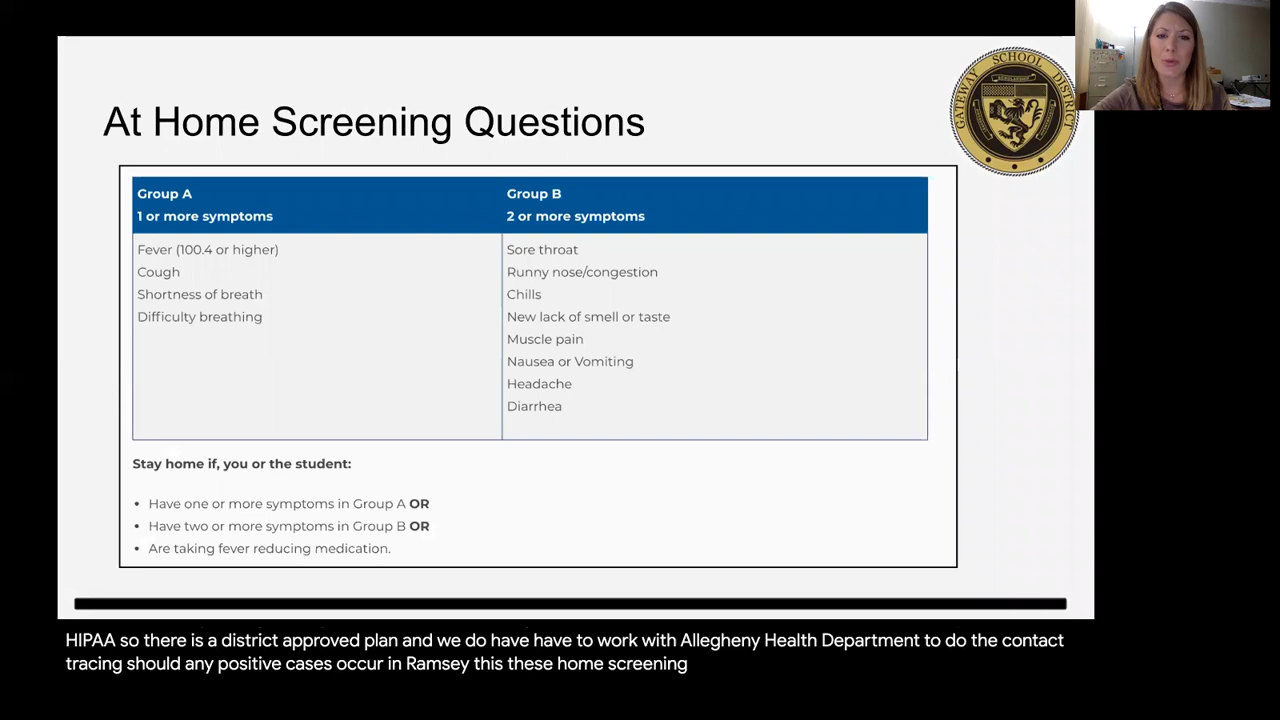 GATEWAY SCHOOL DISTRICT
SCHOLARSHIP
At Home Screening Questions
Group A
1 or more symptoms
Group B
2 or more symptoms
Fever (100.4 or higher)
Cough
Shortness of breath
Difficulty breathing
Sore throat
Runny nose/congestion
Chills
New lack of smell or taste
Muscle pain
Nausea or Vomiting
Headache
Diarrhea
Stay home if, you or the student:
• Have one or more symptoms in Group A OR
• Have two or more symptoms in Group B OR
• Are taking fever reducing medication.
HIPAA so there is a district approved plan and we do have have to work with Allegheny Health Department to do the contact
tracing should any positive cases occur in Ramsey this these home screening